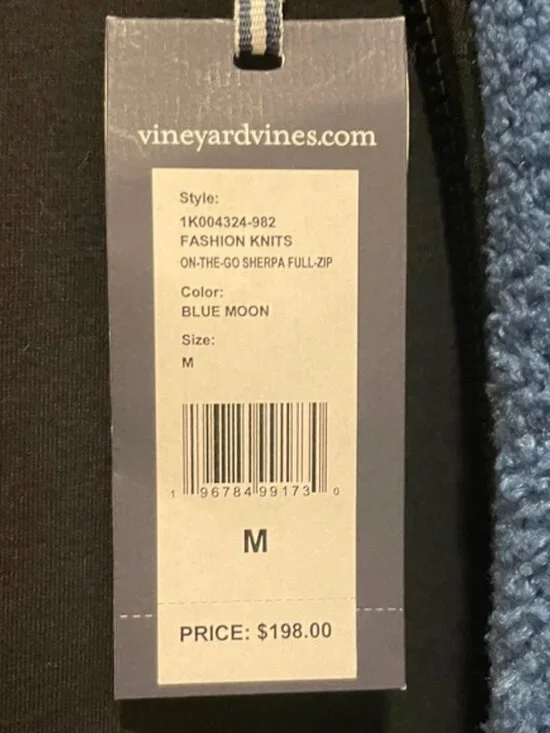 vineyardvines.com
Style:
1K004324-982
FASHION KNITS
ON-THE-GO SHERPA FULL-ZIP
Color:
BLUE MOON
Size:
M
1 96784 99173 0
M
PRICE: $198.00